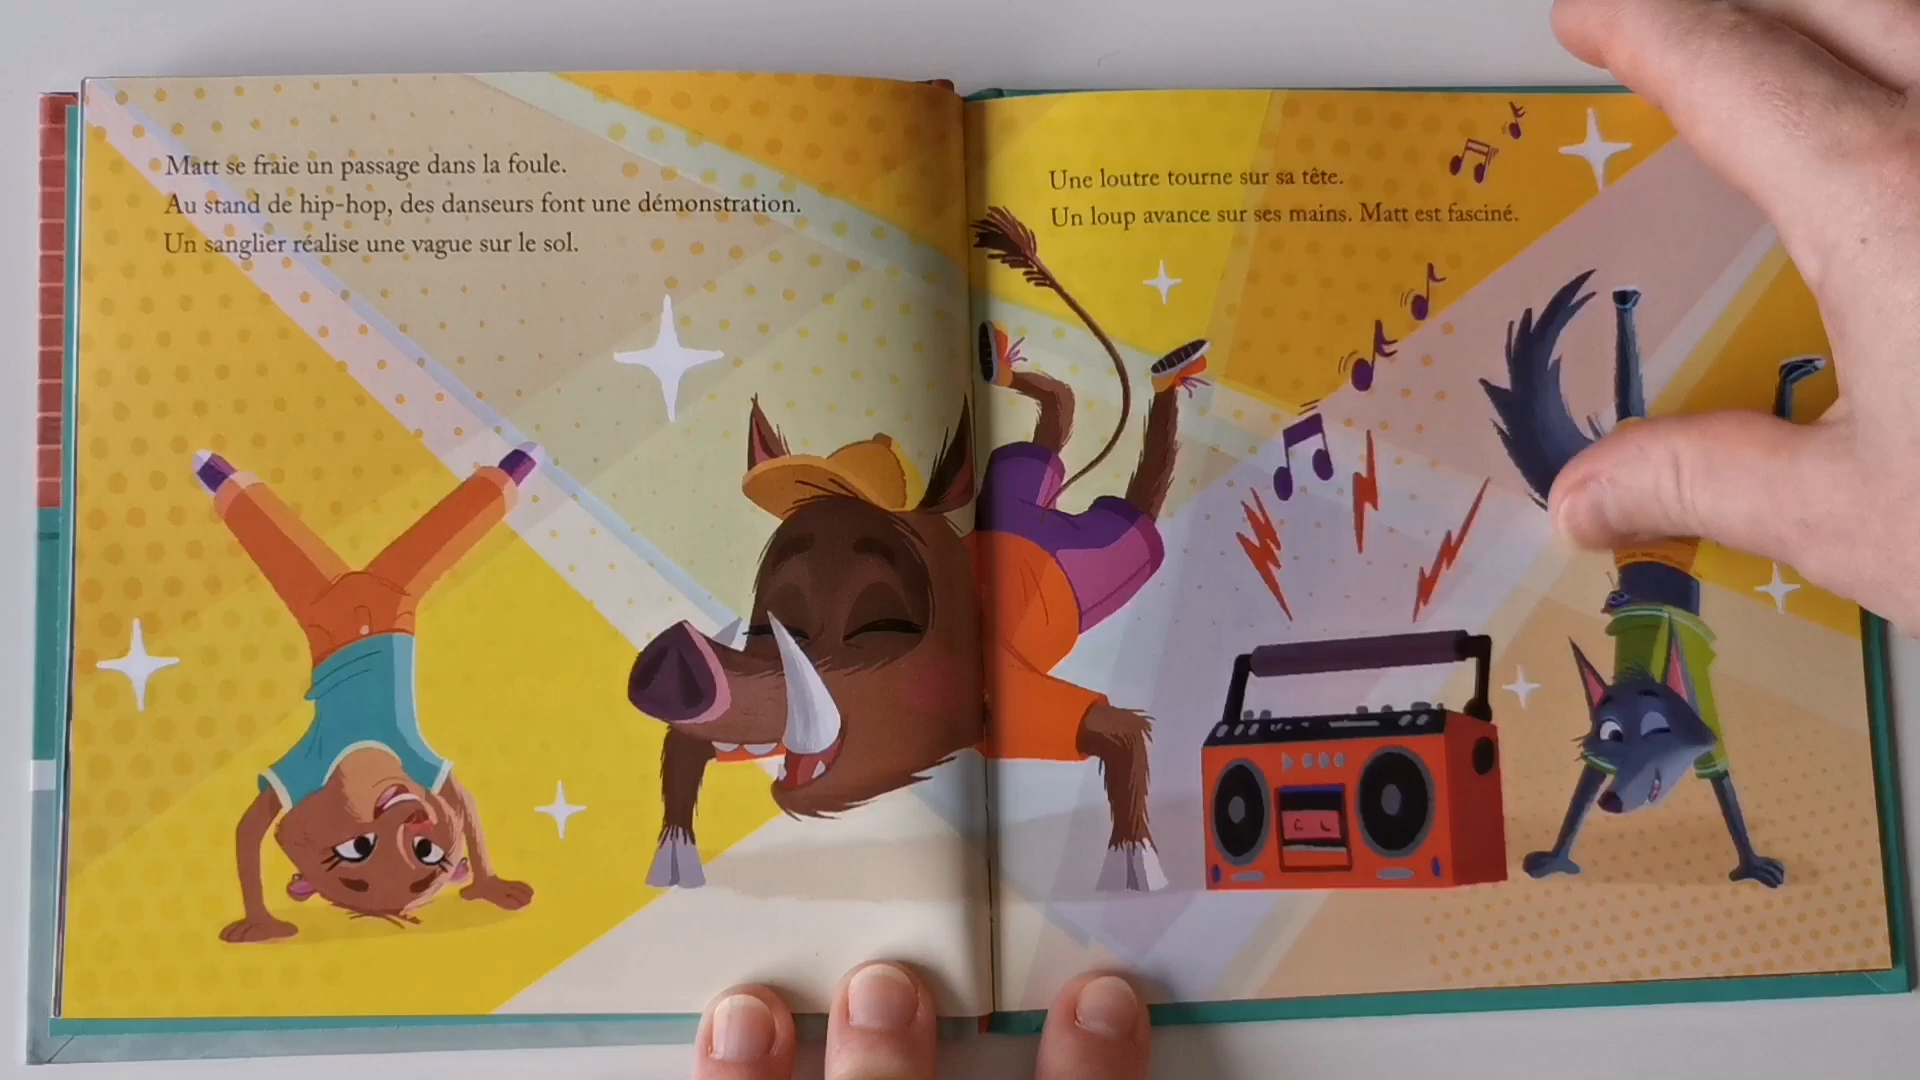 Matt se fraie un passage dans la foule.
Au stand de hip-hop, des danseurs font une démonstration.
Un sanglier réalise une vague sur le sol.
Une loutre tourne sur sa tête.
Un loup avance sur ses mains. Matt est fasciné.